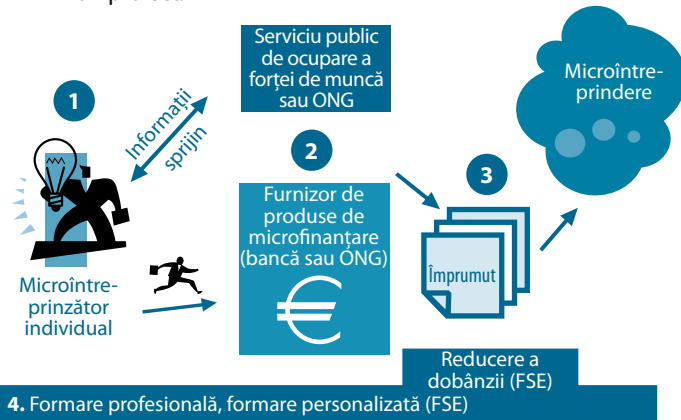 Serviciu public
de ocupare a
forței de muncă
sau ONG
1
Informații
sprijin
Microîntre-
prinzător
individual
2
Furnizor de
produse de
microfinanțare
(bancă sau ONG)
€
3
Împrumut
Microîntre-
prindere
Reducere a
dobânzii (FSE)
4. Formare profesională, formare personalizată (FSE)